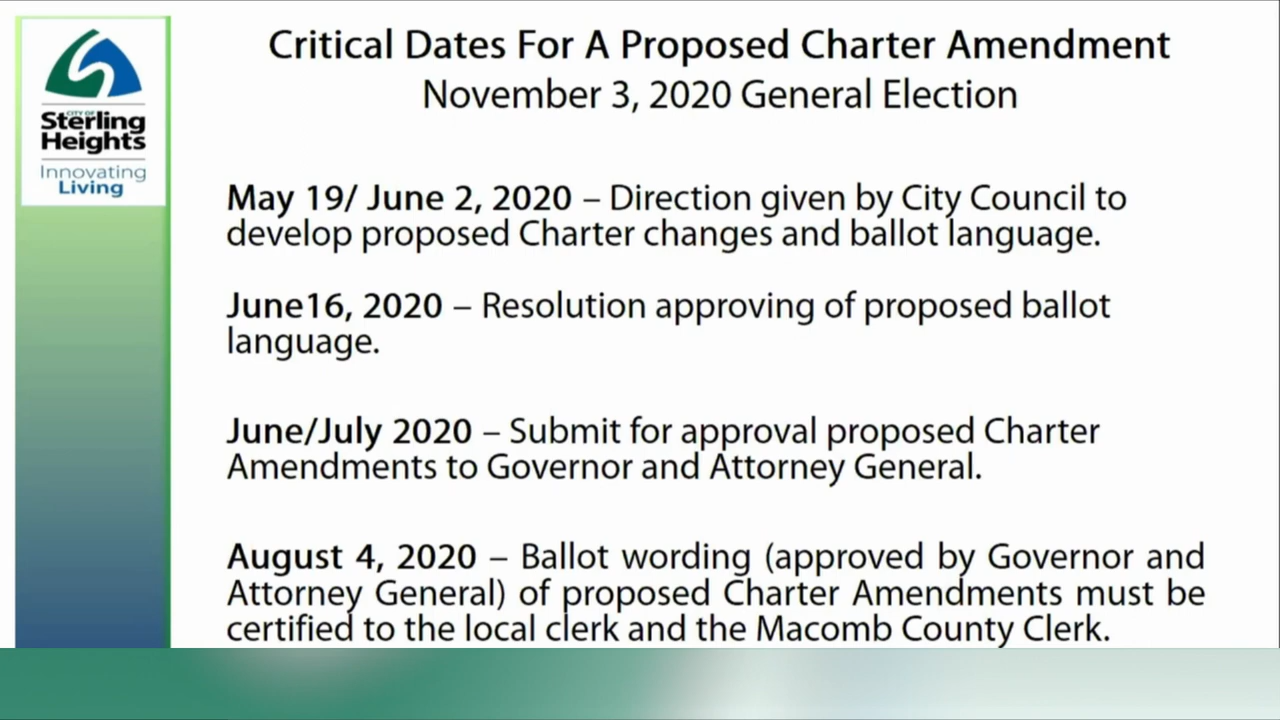 CITY OF
Sterling
Heights
Innovating
Living
Critical Dates For A Proposed Charter Amendment
November 3, 2020 General Election
May 19/ June 2, 2020 – Direction given by City Council to
develop proposed Charter changes and ballot language.
June16, 2020 – Resolution approving of proposed ballot
language.
June/July 2020 – Submit for approval proposed Charter
Amendments to Governor and Attorney General.
August 4, 2020 – Ballot wording (approved by Governor and
Attorney General) of proposed Charter Amendments must be
certified to the local clerk and the Macomb County Clerk.